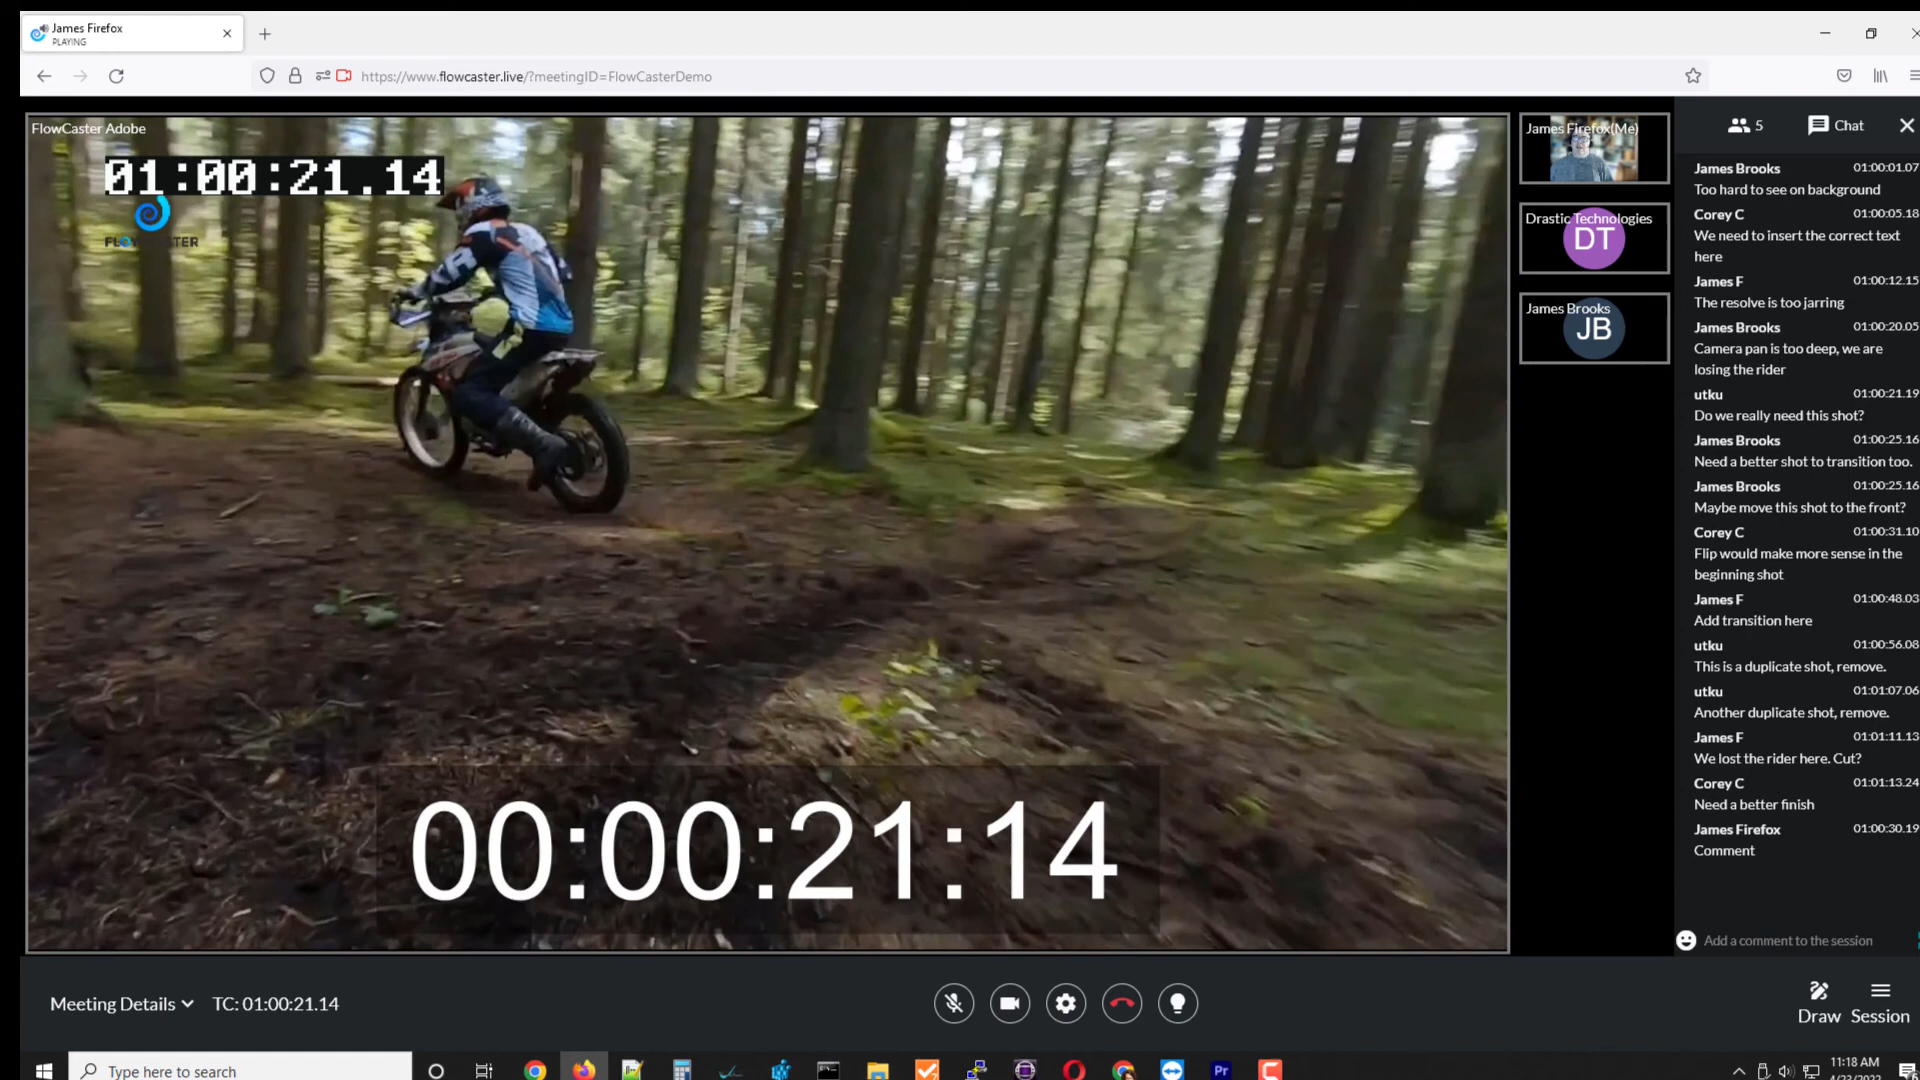 James Firefox
PLAYING
https://www.flowcaster.live/?meetingID=FlowCasterDemo
FlowCaster Adobe
01:00:21.14
FLOWCASTER
00:00:21:14
James Firefox(Me)
Drastic Technologies
DT
James Brooks
JB
5 Chat
James Brooks 01:00:01.07
Too hard to see on background
Corey C 01:00:05.18
We need to insert the correct text
here
James F 01:00:12.15
The resolve is too jarring
James Brooks 01:00:20.05
Camera pan is too deep, we are
losing the rider
utku 01:00:21.19
Do we really need this shot?
James Brooks 01:00:25.16
Need a better shot to transition too.
James Brooks 01:00:25.16
Maybe move this shot to the front?
Corey C 01:00:31.10
Flip would make more sense in the
beginning shot
James F 01:00:48.03
Add transition here
utku 01:00:56.08
This is a duplicate shot, remove.
utku 01:01:07.06
Another duplicate shot, remove.
James F 01:01:11.13
We lost the rider here. Cut?
Corey C 01:01:13.24
Need a better finish
James Firefox 01:00:30.19
Comment
Add a comment to the session
Meeting Details TC: 01:00:21.14
Draw Session
Type here to search
Pr
11:18 AM